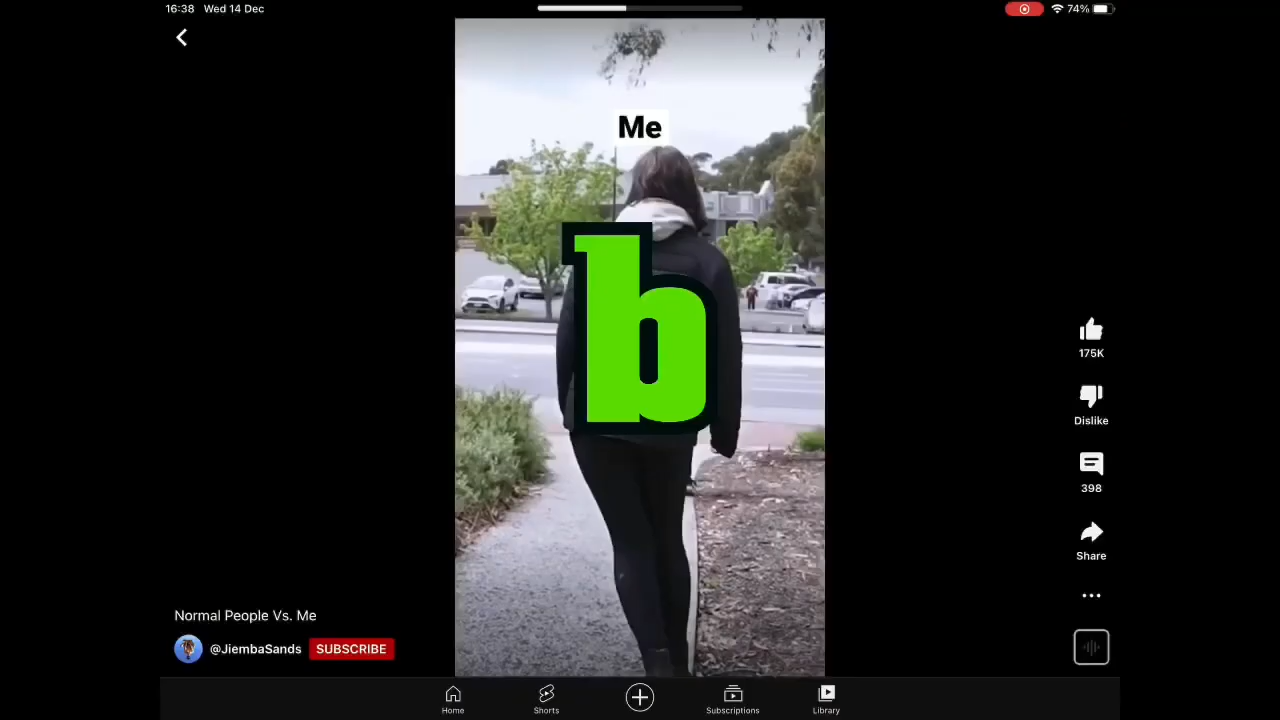 16:38 Wed 14 Dec
74%
Me
b
175K
Dislike
398
Share
Normal People Vs. Me
@JiembaSands SUBSCRIBE
Home Shorts Subscriptions Library